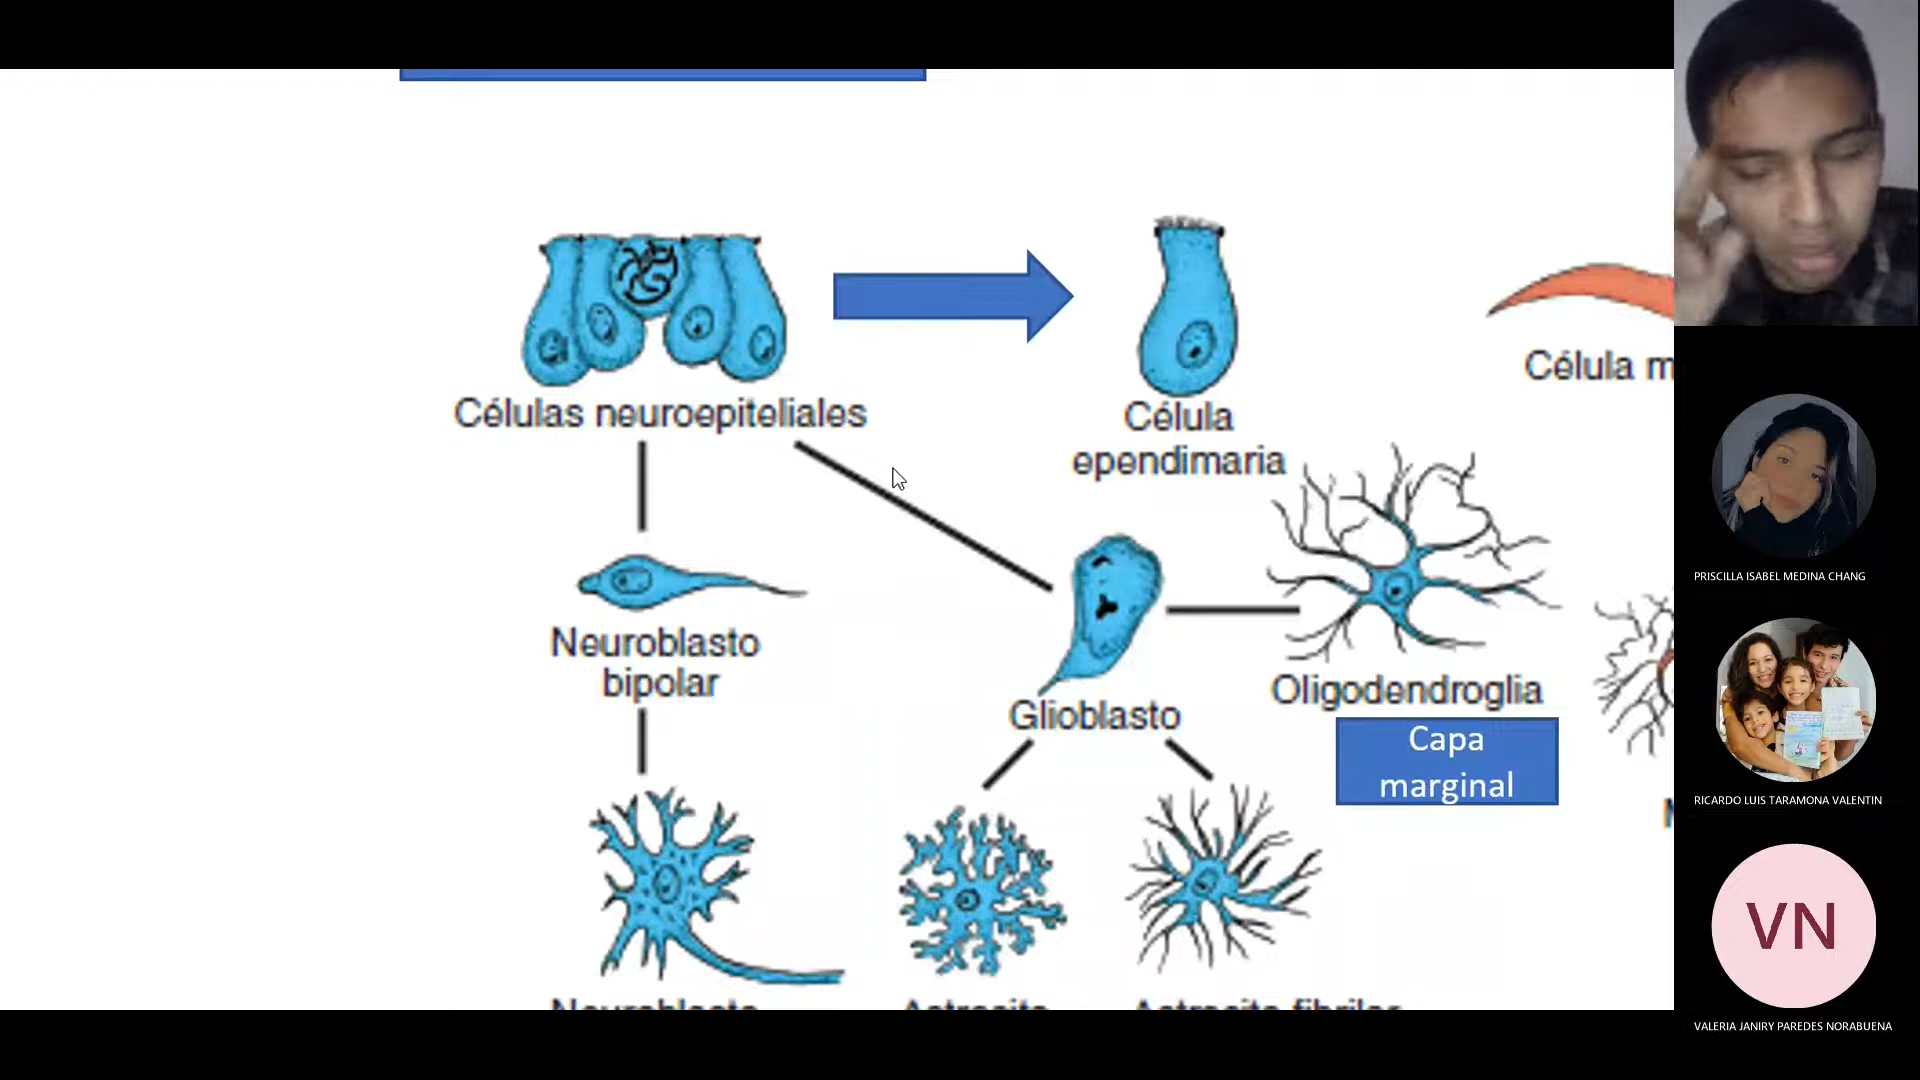 Células neuroepiteliales
Célula
ependimaria
Célula m
Neuroblasto
bipolar
Glioblasto
Oligodendroglia
Capa
marginal
Neuroblasto
Astrocito
Astrocito fibrilar
PRISCILLA ISABEL MEDINA CHANG
RICARDO LUIS TARAMONA VALENTIN
VN
VALERIA JANIRY PAREDES NORABUENA